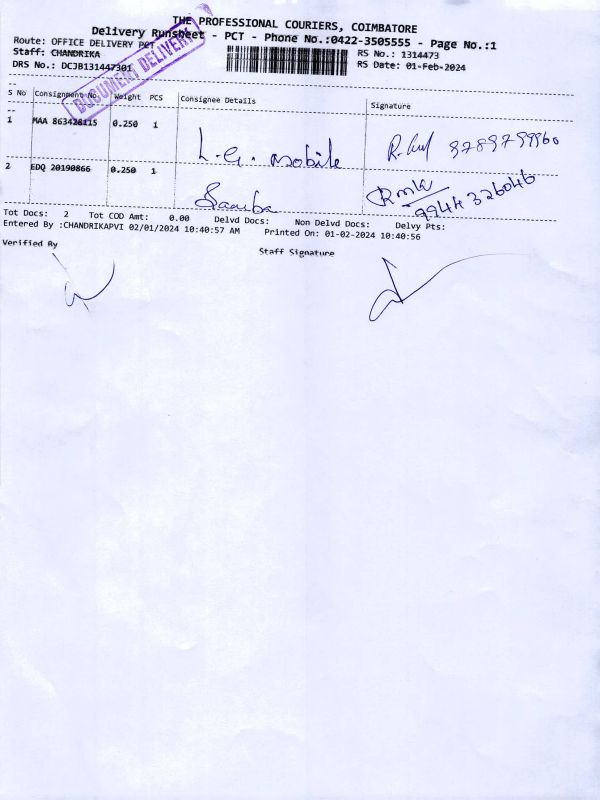 THE PROFESSIONAL COURIERS, COIMBATORE
Delivery Runsheet - PCT - Phone No.:0422-3505555 - Page No.:1
Route: OFFICE DELIVERY PCT
RS No.: 1314473
Staff: CHANDRIKA
RS Date: 01-Feb-2024
DRS No.: DCJB131447301
DOCUMENT DELIVERY
S No Consignment No. Weight PCS Consignee Details Signature
1 MAA 863428115 0.250 1 L.G. mobile
2 EDQ 20190866 0.250 1 9944326046
Tot Docs: 2 Tot COD Amt: 0.00 Delvd Docs: Non Delvd Docs: Delvy Pts:
Entered By :CHANDRIKAPVI 02/01/2024 10:40:57 AM Printed On: 01-02-2024 10:40:56
Verified By Staff Signature